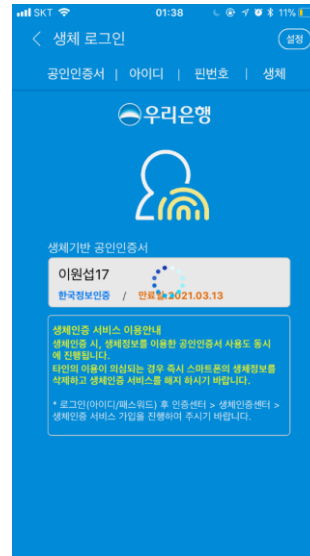 SKT 01:38 11%
생체 로그인 설정
공인인증서 | 아이디 | 핀번호 | 생체
우리은행
생체기반 공인인증서
이원섭17
한국정보인증 / 만료일 2021.03.13
생체인증 서비스 이용안내
생체인증 시, 생체정보를 이용한 공인인증서 사용도 동시
에 진행됩니다.
타인의 이용이 의심되는 경우 즉시 스마트폰의 생체정보를
삭제하고 생체인증 서비스를 해지 하시기 바랍니다.
* 로그인(아이디/패스워드) 후 인증센터 > 생체인증센터 >
생체인증 서비스 가입을 진행하여 주시기 바랍니다.